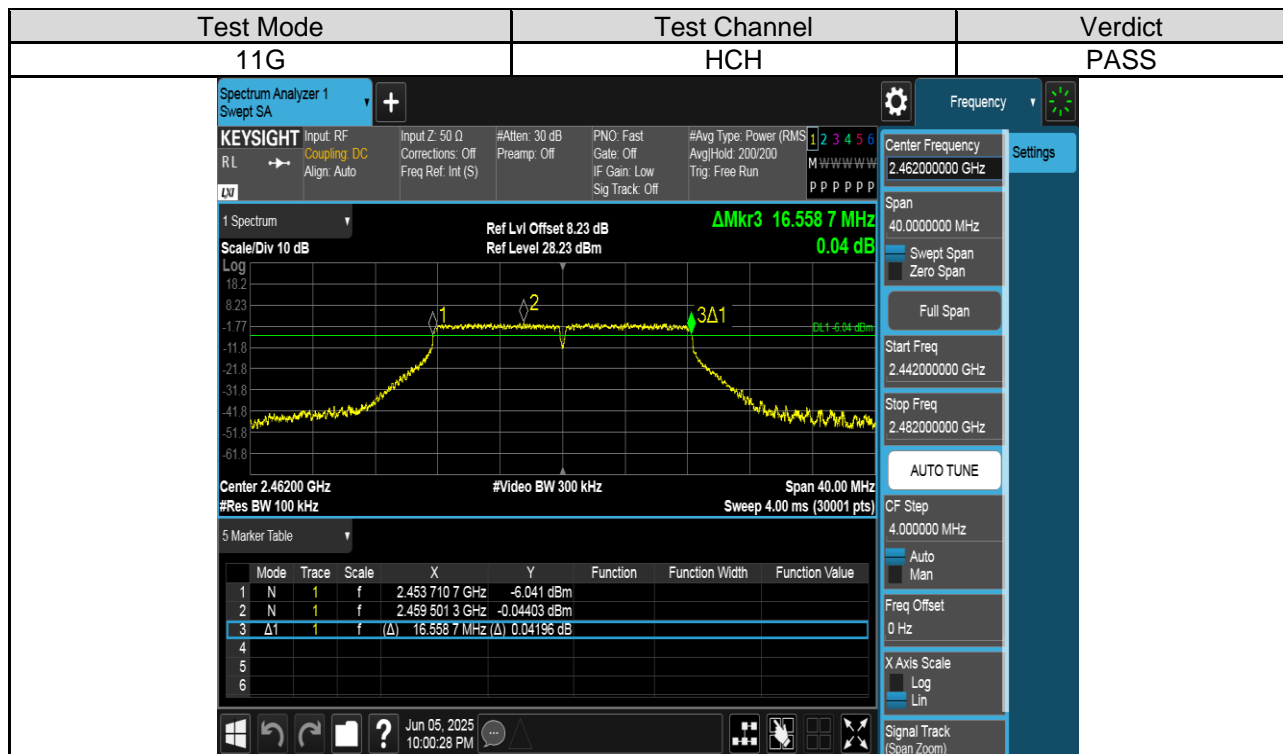 Test Mode Test Channel Verdict
11G HCH PASS
Spectrum Analyzer 1
Swept SA
+
Frequency
KEYSIGHT Input: RF Input Z: 50 Ω #Atten: 30 dB PNO: Fast #Avg Type: Power (RMS 1 2 3 4 5 6
R L Coupling: DC Corrections: Off Preamp: Off Gate: Off Avg|Hold: 200/200 M W W W W W
Align: Auto Freq Ref: Int (S) IF Gain: Low Trig: Free Run P P P P P P
LXI Sig Track: Off
1 Spectrum Ref Lvl Offset 8.23 dB ΔMkr3 16.558 7 MHz
Scale/Div 10 dB Ref Level 28.23 dBm 0.04 dB
Log
18.2
8.23
-1.77
-11.8
-21.8
-31.8
-41.8
-51.8
-61.8
1
2
3Δ1
DL1 -6.04 dBm
Center 2.46200 GHz #Video BW 300 kHz Span 40.00 MHz
#Res BW 100 kHz Sweep 4.00 ms (30001 pts)
5 Marker Table
Mode Trace Scale X Y Function Function Width Function Value
1 N 1 f 2.453 710 7 GHz -6.041 dBm
2 N 1 f 2.459 501 3 GHz -0.04403 dBm
3 Δ1 1 f (Δ) 16.558 7 MHz (Δ) 0.04196 dB
4
5
6
?
Jun 05, 2025
10:00:28 PM
Settings
Center Frequency
2.462000000 GHz
Span
40.0000000 MHz
Swept Span
Zero Span
Full Span
Start Freq
2.442000000 GHz
Stop Freq
2.482000000 GHz
AUTO TUNE
CF Step
4.000000 MHz
Auto
Man
Freq Offset
0 Hz
X Axis Scale
Log
Lin
Signal Track
(Span Zoom)